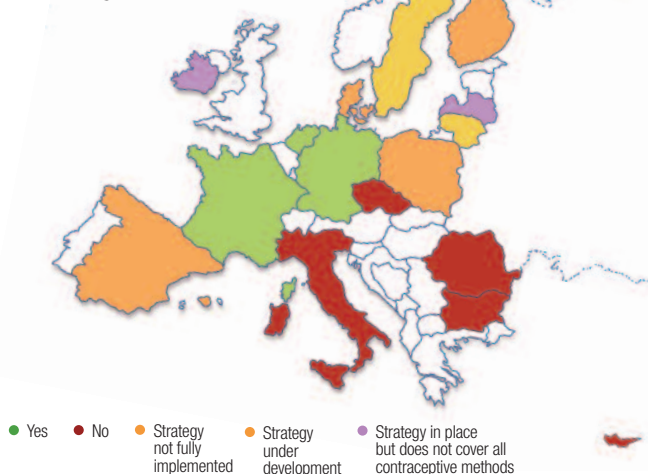 Yes
No
Strategy
not fully
implemented
Strategy
under
development
Strategy in place
but does not cover all
contraceptive methods